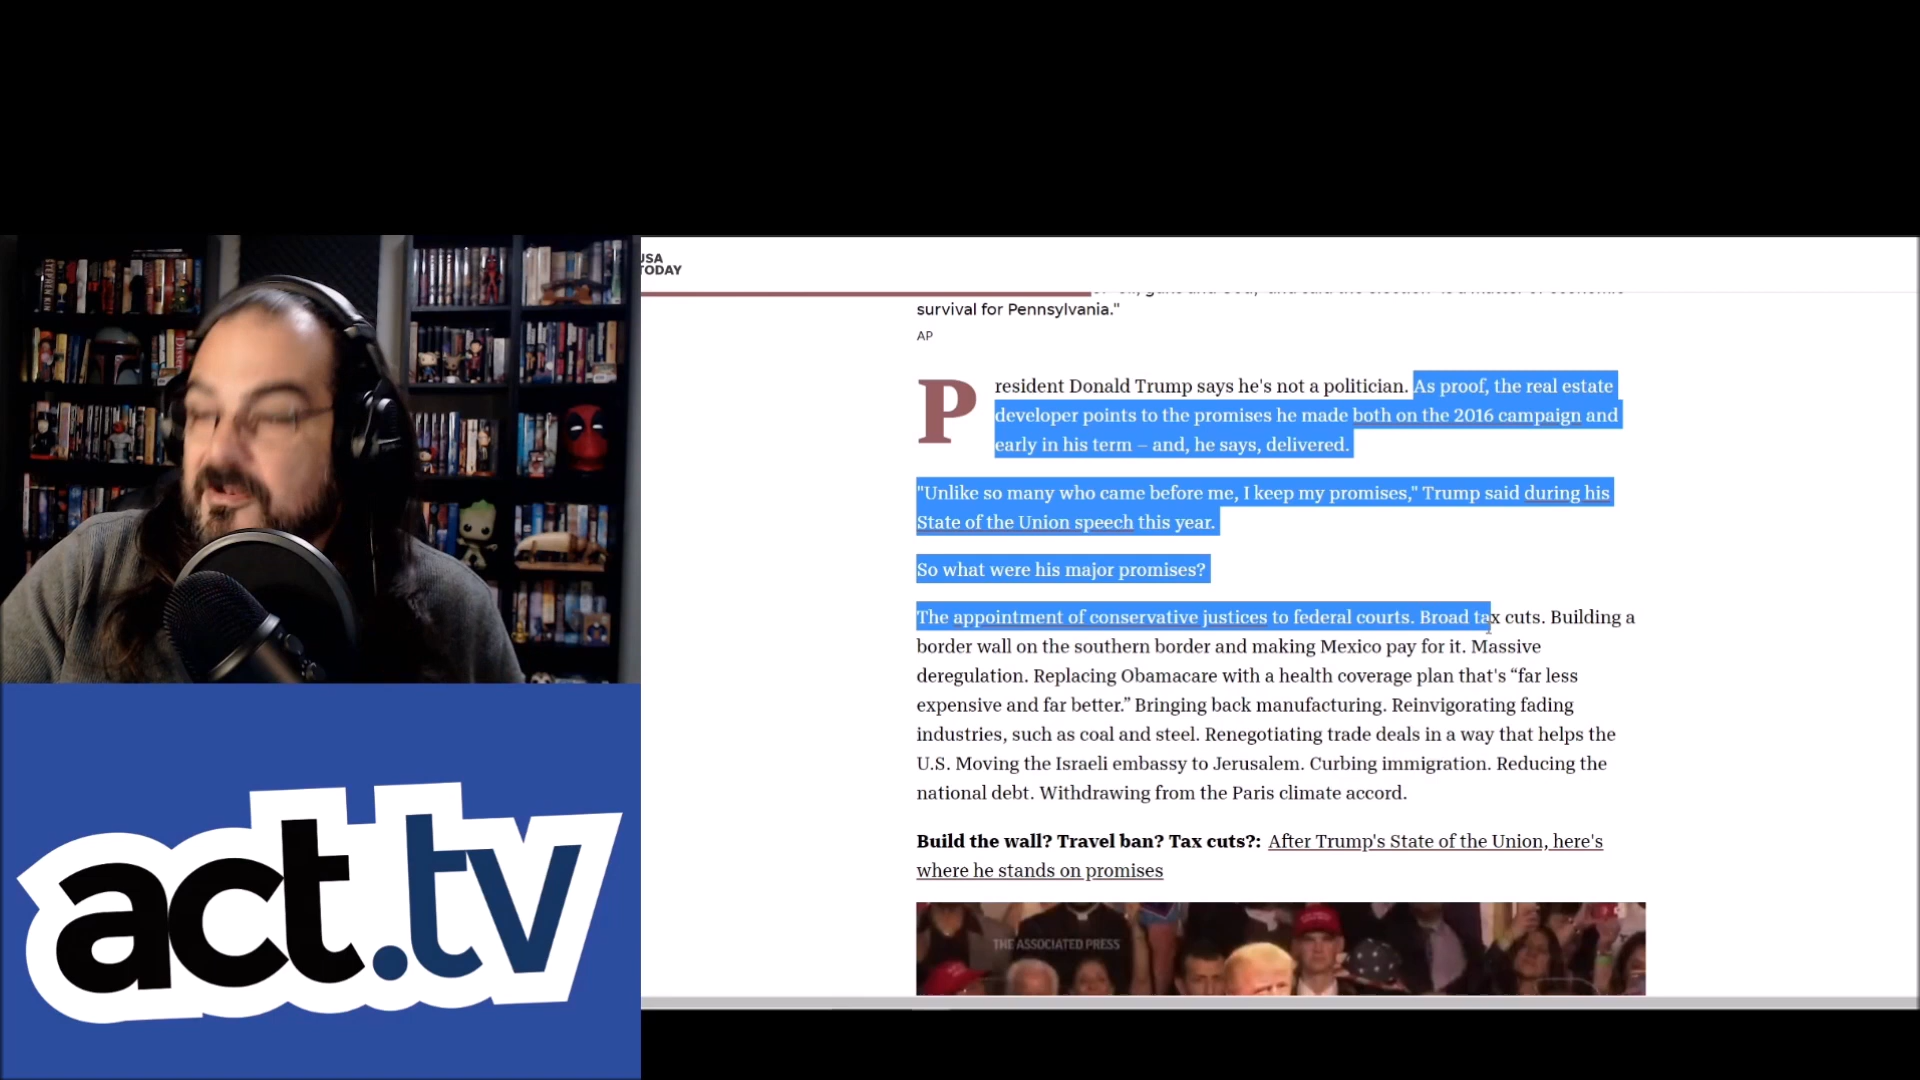 USA
TODAY
survival for Pennsylvania."
AP
President Donald Trump says he's not a politician. As proof, the real estate
developer points to the promises he made both on the 2016 campaign and
early in his term – and, he says, delivered.
"Unlike so many who came before me, I keep my promises," Trump said during his
State of the Union speech this year.
So what were his major promises?
The appointment of conservative justices to federal courts. Broad tax cuts. Building a
border wall on the southern border and making Mexico pay for it. Massive
deregulation. Replacing Obamacare with a health coverage plan that's “far less
expensive and far better.” Bringing back manufacturing. Reinvigorating fading
industries, such as coal and steel. Renegotiating trade deals in a way that helps the
U.S. Moving the Israeli embassy to Jerusalem. Curbing immigration. Reducing the
national debt. Withdrawing from the Paris climate accord.
Build the wall? Travel ban? Tax cuts?: After Trump's State of the Union, here's
where he stands on promises
THE ASSOCIATED PRESS
act.tv
STEPHEN KING